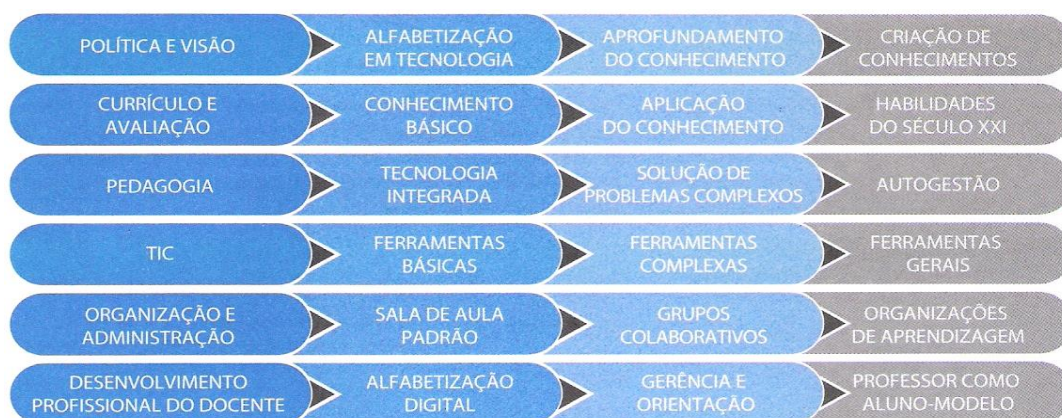 POLÍTICA E VISÃO
ALFABETIZAÇÃO
EM TECNOLOGIA
APROFUNDAMENTO
DO CONHECIMENTO
CRIAÇÃO DE
CONHECIMENTOS
CURRÍCULO E
AVALIAÇÃO
CONHECIMENTO
BÁSICO
APLICAÇÃO
DO CONHECIMENTO
HABILIDADES
DO SÉCULO XXI
PEDAGOGIA
TECNOLOGIA
INTEGRADA
SOLUÇÃO DE
PROBLEMAS COMPLEXOS
AUTOGESTÃO
TIC
FERRAMENTAS
BÁSICAS
FERRAMENTAS
COMPLEXAS
FERRAMENTAS
GERAIS
ORGANIZAÇÃO E
ADMINISTRAÇÃO
SALA DE AULA
PADRÃO
GRUPOS
COLABORATIVOS
ORGANIZAÇÕES
DE APRENDIZAGEM
DESENVOLVIMENTO
PROFISSIONAL DO DOCENTE
ALFABETIZAÇÃO
DIGITAL
GERÊNCIA E
ORIENTAÇÃO
PROFESSOR COMO
ALUNO-MODELO